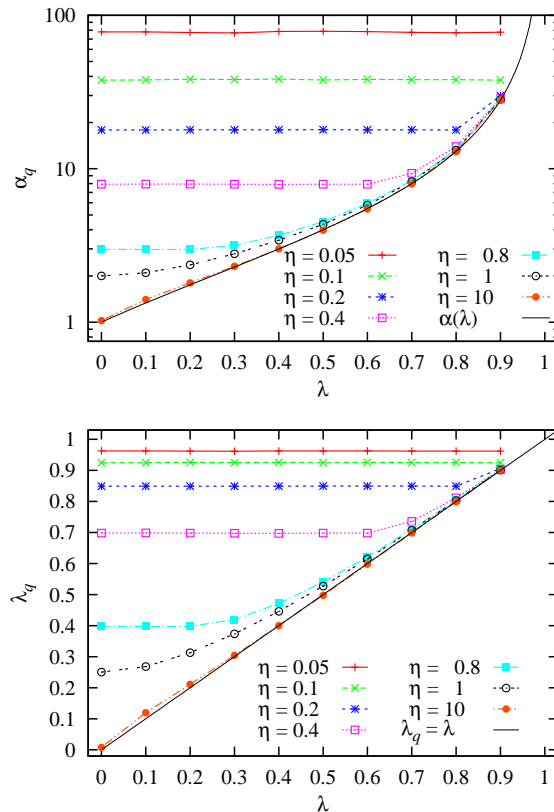 100
10
1
α_q
η = 0.05
η = 0.1
η = 0.2
η = 0.4
η = 0.8
η = 1
η = 10
α(λ)
0 0.1 0.2 0.3 0.4 0.5 0.6 0.7 0.8 0.9 1
λ
1
0.9
0.8
0.7
0.6
0.5
0.4
0.3
0.2
0.1
0
λ_q
η = 0.05
η = 0.1
η = 0.2
η = 0.4
η = 0.8
η = 1
η = 10
λ_q = λ
0 0.1 0.2 0.3 0.4 0.5 0.6 0.7 0.8 0.9 1
λ